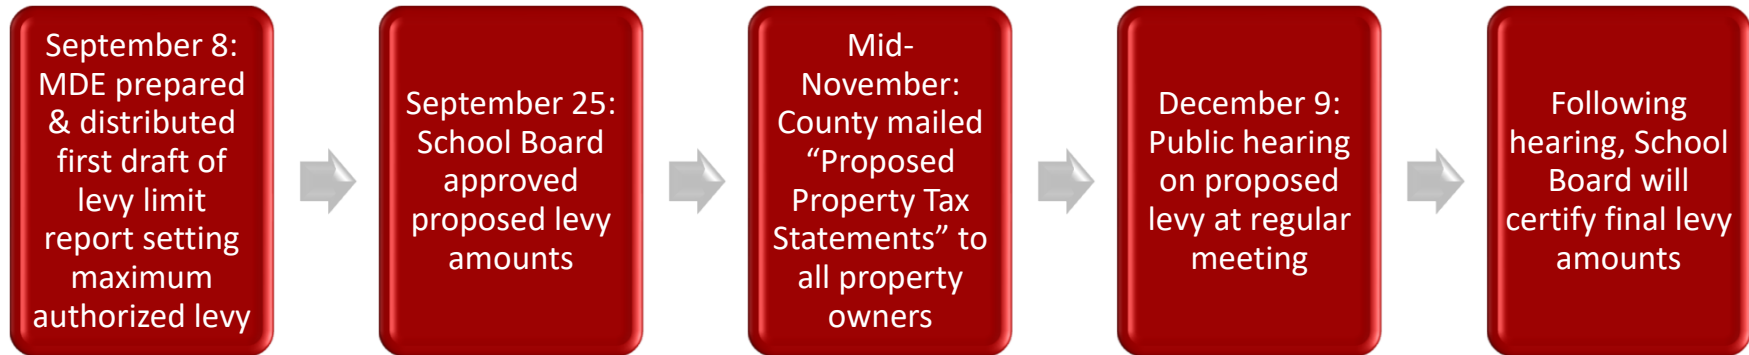 September 8:
MDE prepared
& distributed
first draft of
levy limit
report setting
maximum
authorized levy
September 25:
School Board
approved
proposed levy
amounts
Mid-
November:
County mailed
“Proposed
Property Tax
Statements” to
all property
owners
December 9:
Public hearing
on proposed
levy at regular
meeting
Following
hearing, School
Board will
certify final levy
amounts